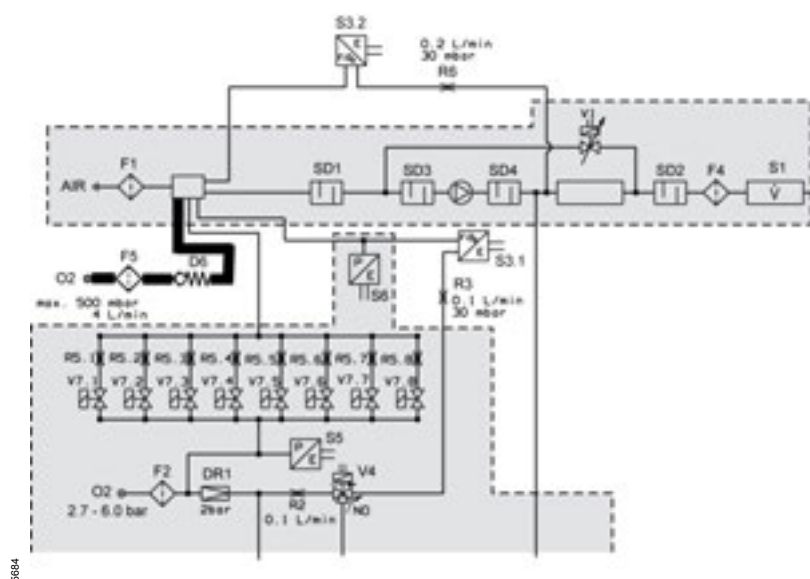 S3.2
E
0.2 L/min
30 mbar
R6
V
F1
AIR
SD1
SD3
SD4
SD2
F4
S1
V̇
F5
D6
O2
max. 500 mbar
4 L/min
P
E
S6
S3.1
R3
0.1 L/min
30 mbar
R5.1 R5.2 R5.3 R5.4 R5.5 R5.6 R5.7 R5.8
V7.1 V7.2 V7.3 V7.4 V7.5 V7.6 V7.7 V7.8
P
E
S5
F2
DR1
V4
O2
2bar
R2
NO
2.7 - 6.0 bar
0.1 L/min